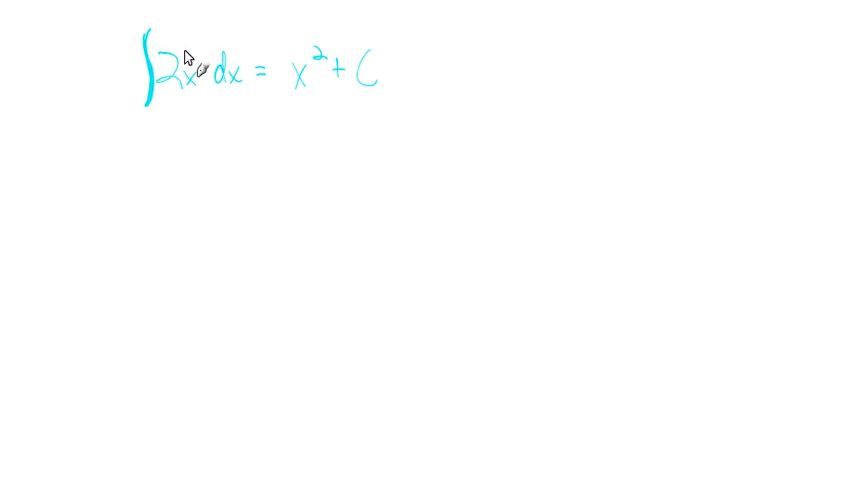 ∫2x dx = x² + C